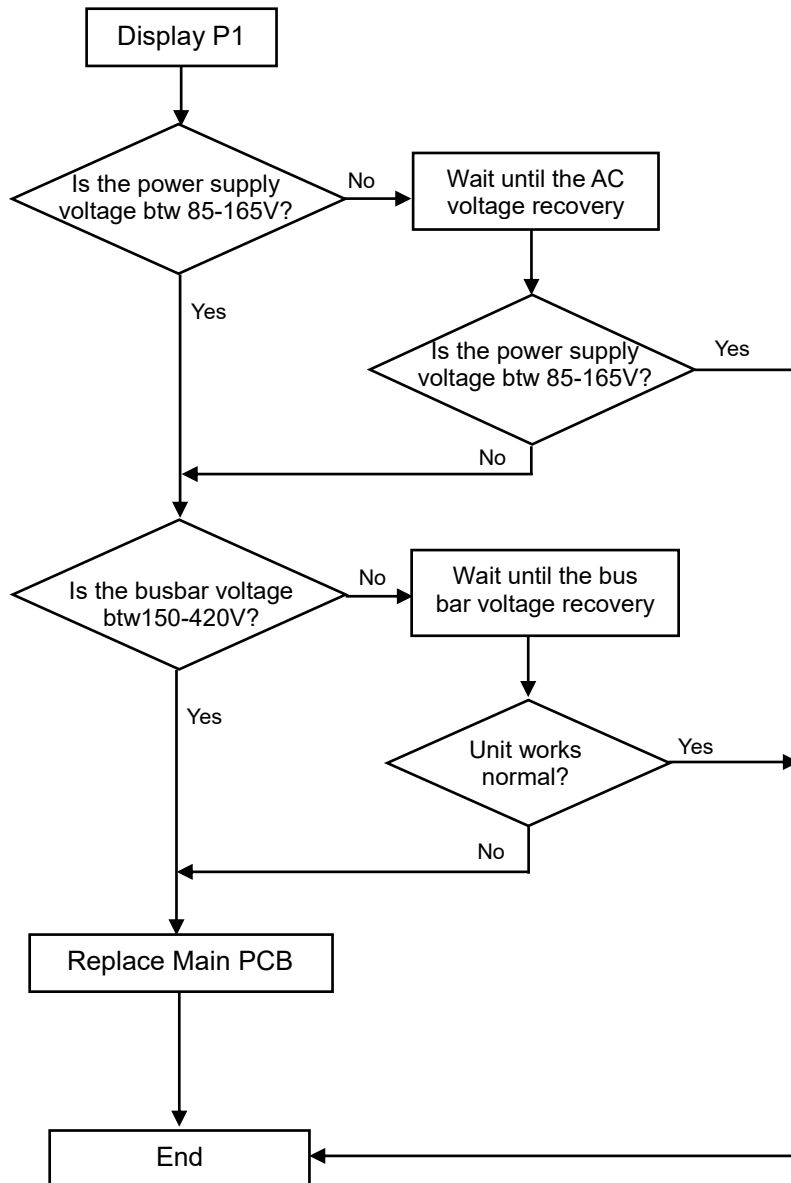 Display P1
Is the power supply
voltage btw 85-165V?
No
Wait until the AC
voltage recovery
Yes
Is the power supply
voltage btw 85-165V?
Yes
No
Is the busbar voltage
btw150-420V?
No
Wait until the bus
bar voltage recovery
Yes
Unit works
normal?
Yes
No
Replace Main PCB
End